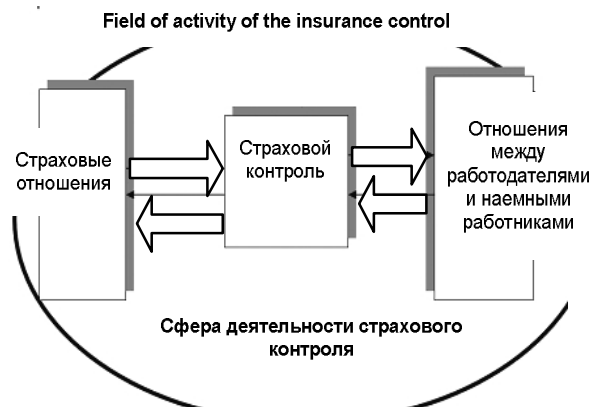 Field of activity of the insurance control
Страховые
отношения
Страховой
контроль
Отношения
между
работодателями
и наемными
работниками
Сфера деятельности страхового
контроля